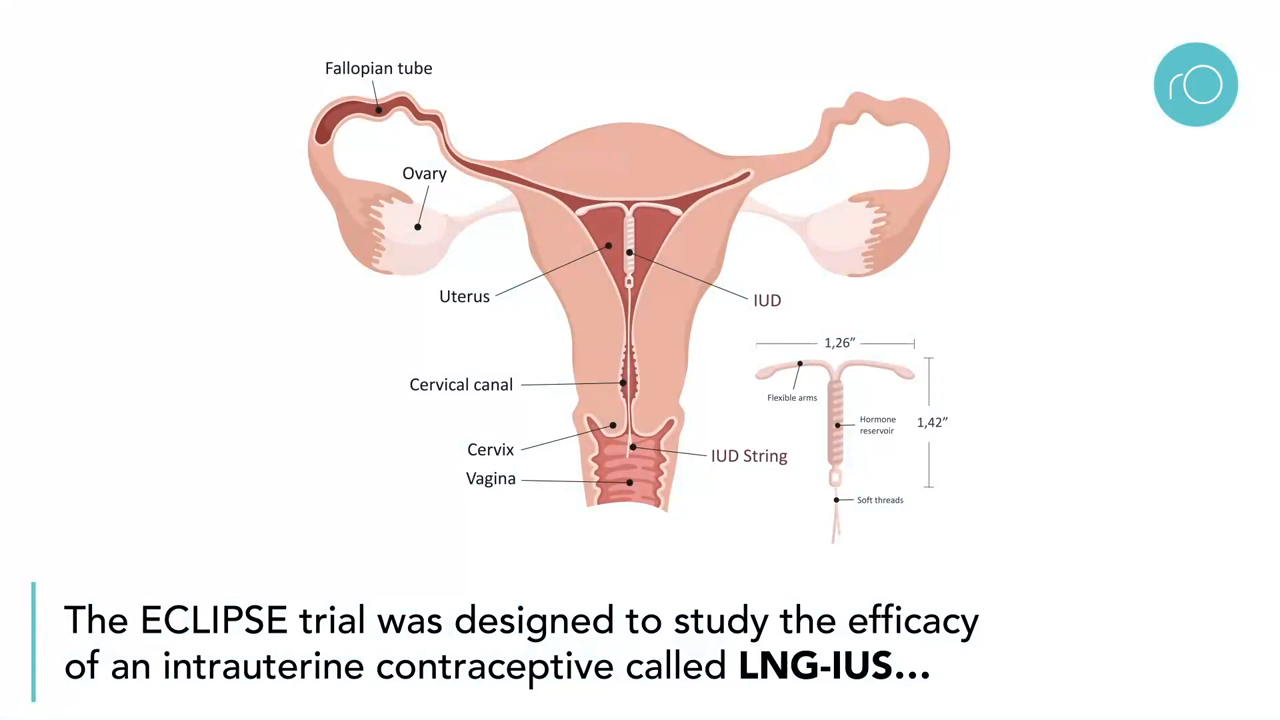 Fallopian tube
rO
Ovary
Uterus
IUD
1,26”
Flexible arms
Hormone
reservoir
1,42”
Cervical canal
Cervix
IUD String
Vagina
Soft threads
The ECLIPSE trial was designed to study the efficacy
of an intrauterine contraceptive called LNG-IUS...